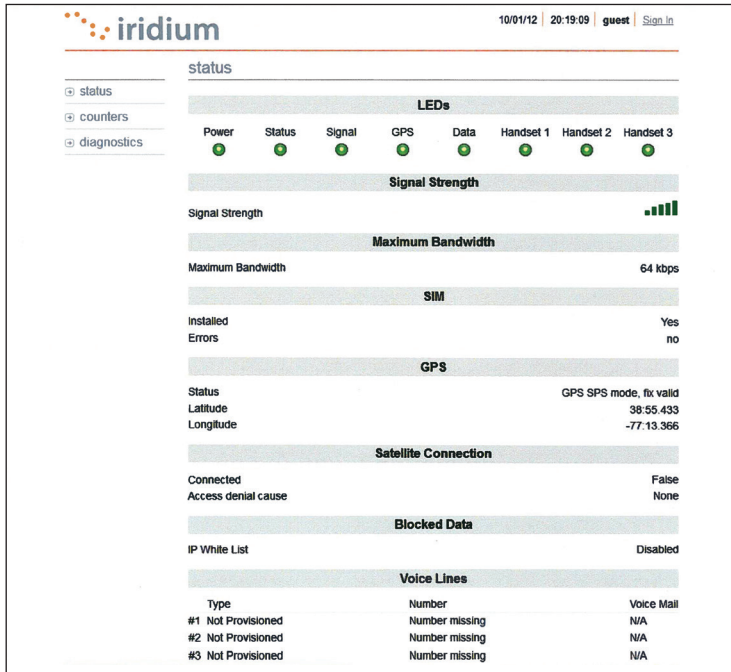 iridium
10/01/12 20:19:09 guest Sign In
status
status
counters
diagnostics
LEDs
Power Status Signal GPS Data Handset 1 Handset 2 Handset 3
Signal Strength
Signal Strength
Maximum Bandwidth
Maximum Bandwidth 64 kbps
SIM
Installed Yes
Errors no
GPS
Status GPS SPS mode, fix valid
Latitude 38:55.433
Longitude -77:13.366
Satellite Connection
Connected False
Access denial cause None
Blocked Data
IP White List Disabled
Voice Lines
Type Number Voice Mail
#1 Not Provisioned Number missing N/A
#2 Not Provisioned Number missing N/A
#3 Not Provisioned Number missing N/A